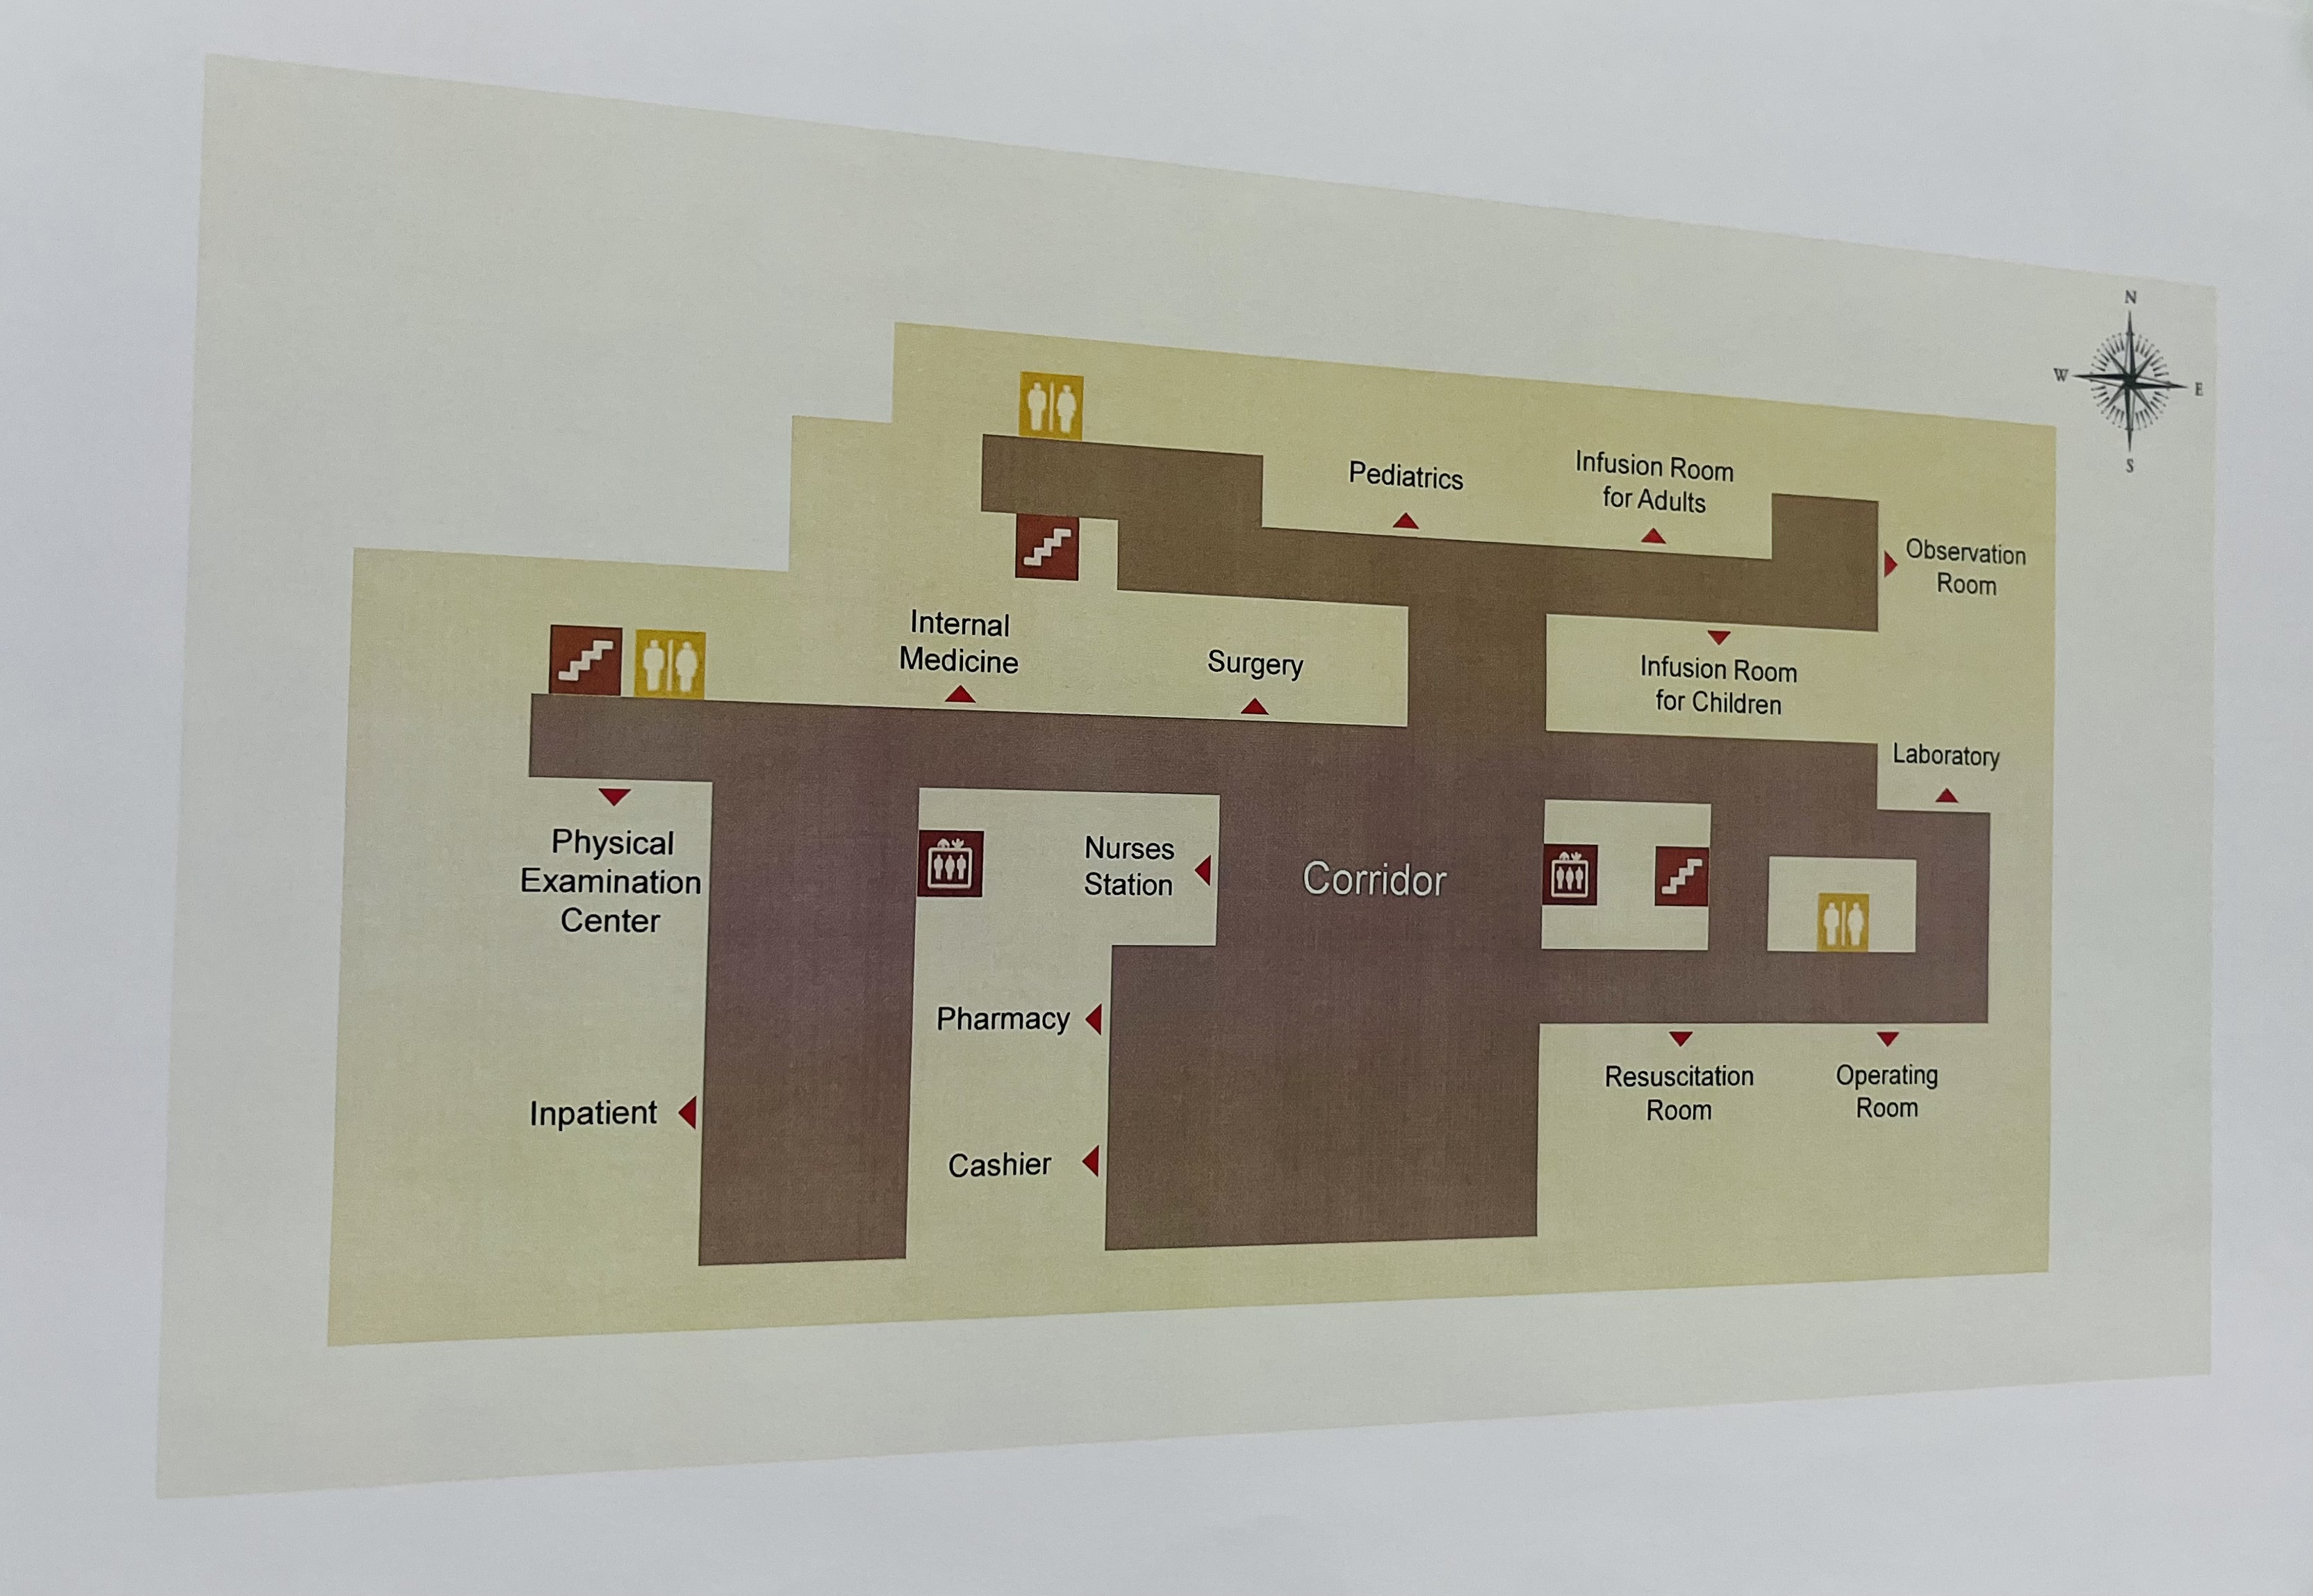 N
W
E
S
Pediatrics
Infusion Room
for Adults
Observation
Room
Internal
Medicine
Surgery
Infusion Room
for Children
Laboratory
Physical
Examination
Center
Nurses
Station
Corridor
Pharmacy
Inpatient
Cashier
Resuscitation
Room
Operating
Room